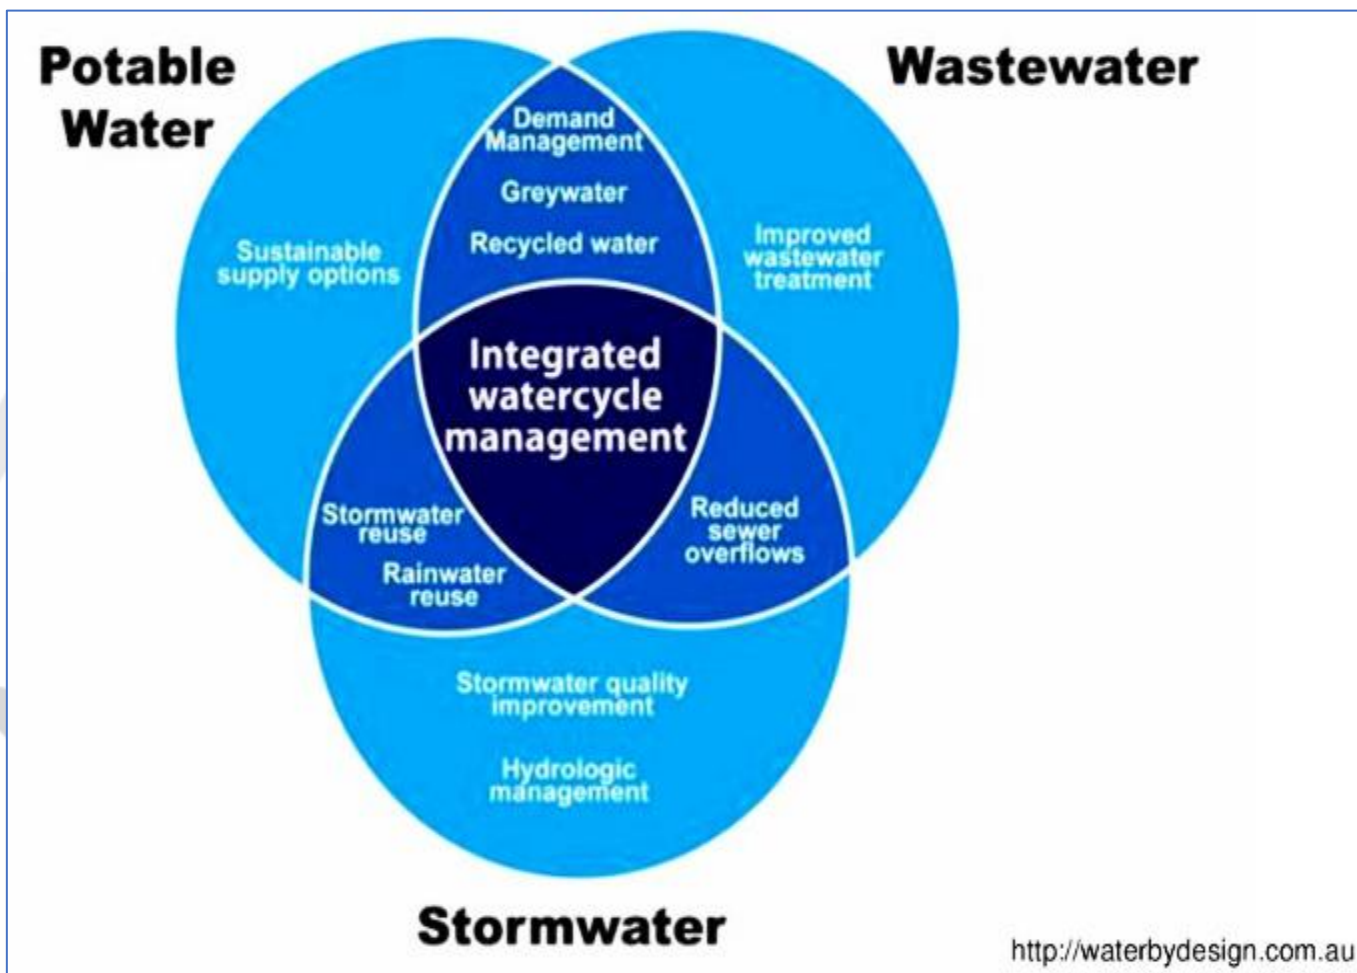 Potable
Water
Wastewater
Demand
Management
Greywater
Recycled water
Sustainable
supply options
Improved
wastewater
treatment
Integrated
watercycle
management
Stormwater
reuse
Rainwater
reuse
Reduced
sewer
overflows
Stormwater quality
improvement
Hydrologic
management
Stormwater
http://waterbydesign.com.au